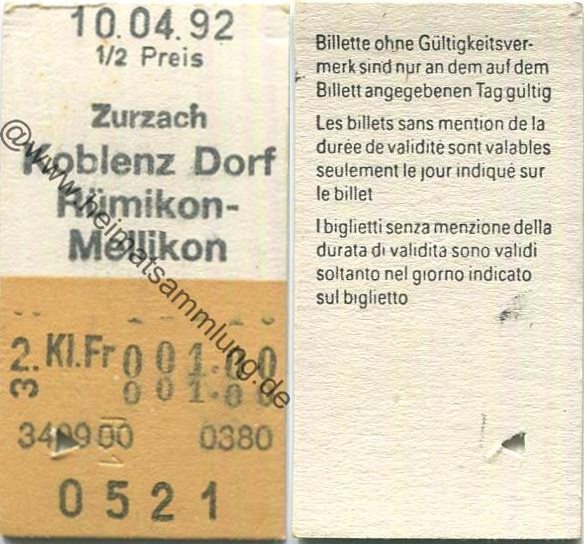 10.04.92
1/2 Preis
Zurzach
Koblenz Dorf
Rümikon-
Mellikon
2. Kl. Fr 001.00
3 001.00
340900 0380
0521
@www.heimatsammlung.de
Billette ohne Gültigkeitsver-
merk sind nur an dem auf dem
Billett angegebenen Tag gültig
Les billets sans mention de la
durée de validité sont valables
seulement le jour indiqué sur
le billet
I biglietti senza menzione della
durata di validità sono validi
soltanto nel giorno indicato
sul biglietto